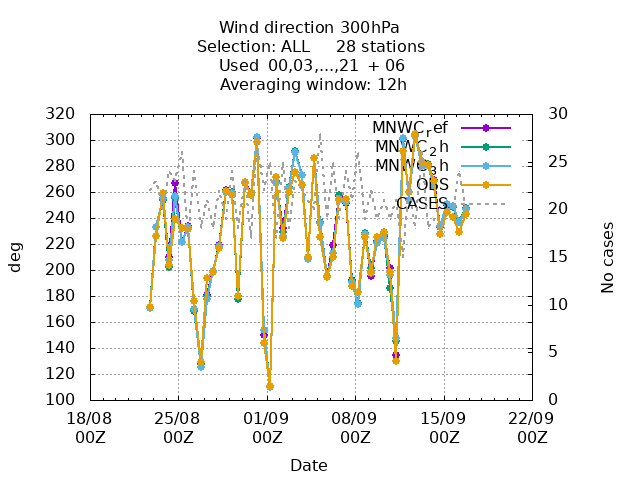 Wind direction 300hPa
Selection: ALL 28 stations
Used 00,03,...,21 + 06
Averaging window: 12h
320
300
280
260
240
220
200
180
160
140
120
100
deg
30
25
20
15
10
5
0
No cases
MNWC_ref
MNWC_2h
OBS
CASES
18/08 25/08 01/09 08/09 15/09 22/09
00Z 00Z 00Z 00Z 00Z 00Z
Date